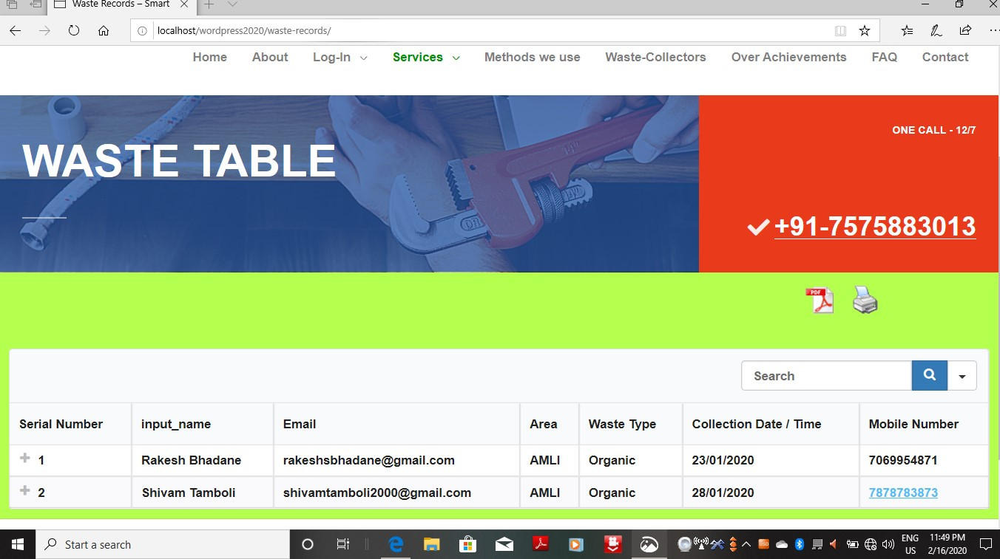 Waste Records – Smart
localhost/wordpress2020/waste-records/
Home About Log-In Services Methods we use Waste-Collectors Over Achievements FAQ Contact
ONE CALL - 12/7
WASTE TABLE
+91-7575883013
PDF
Search
Serial Number input_name Email Area Waste Type Collection Date / Time Mobile Number
1 Rakesh Bhadane rakeshsbhadane@gmail.com AMLI Organic 23/01/2020 7069954871
2 Shivam Tamboli shivamtamboli2000@gmail.com AMLI Organic 28/01/2020 7878783873
Start a search
ENG 11:49 PM
US 2/16/2020